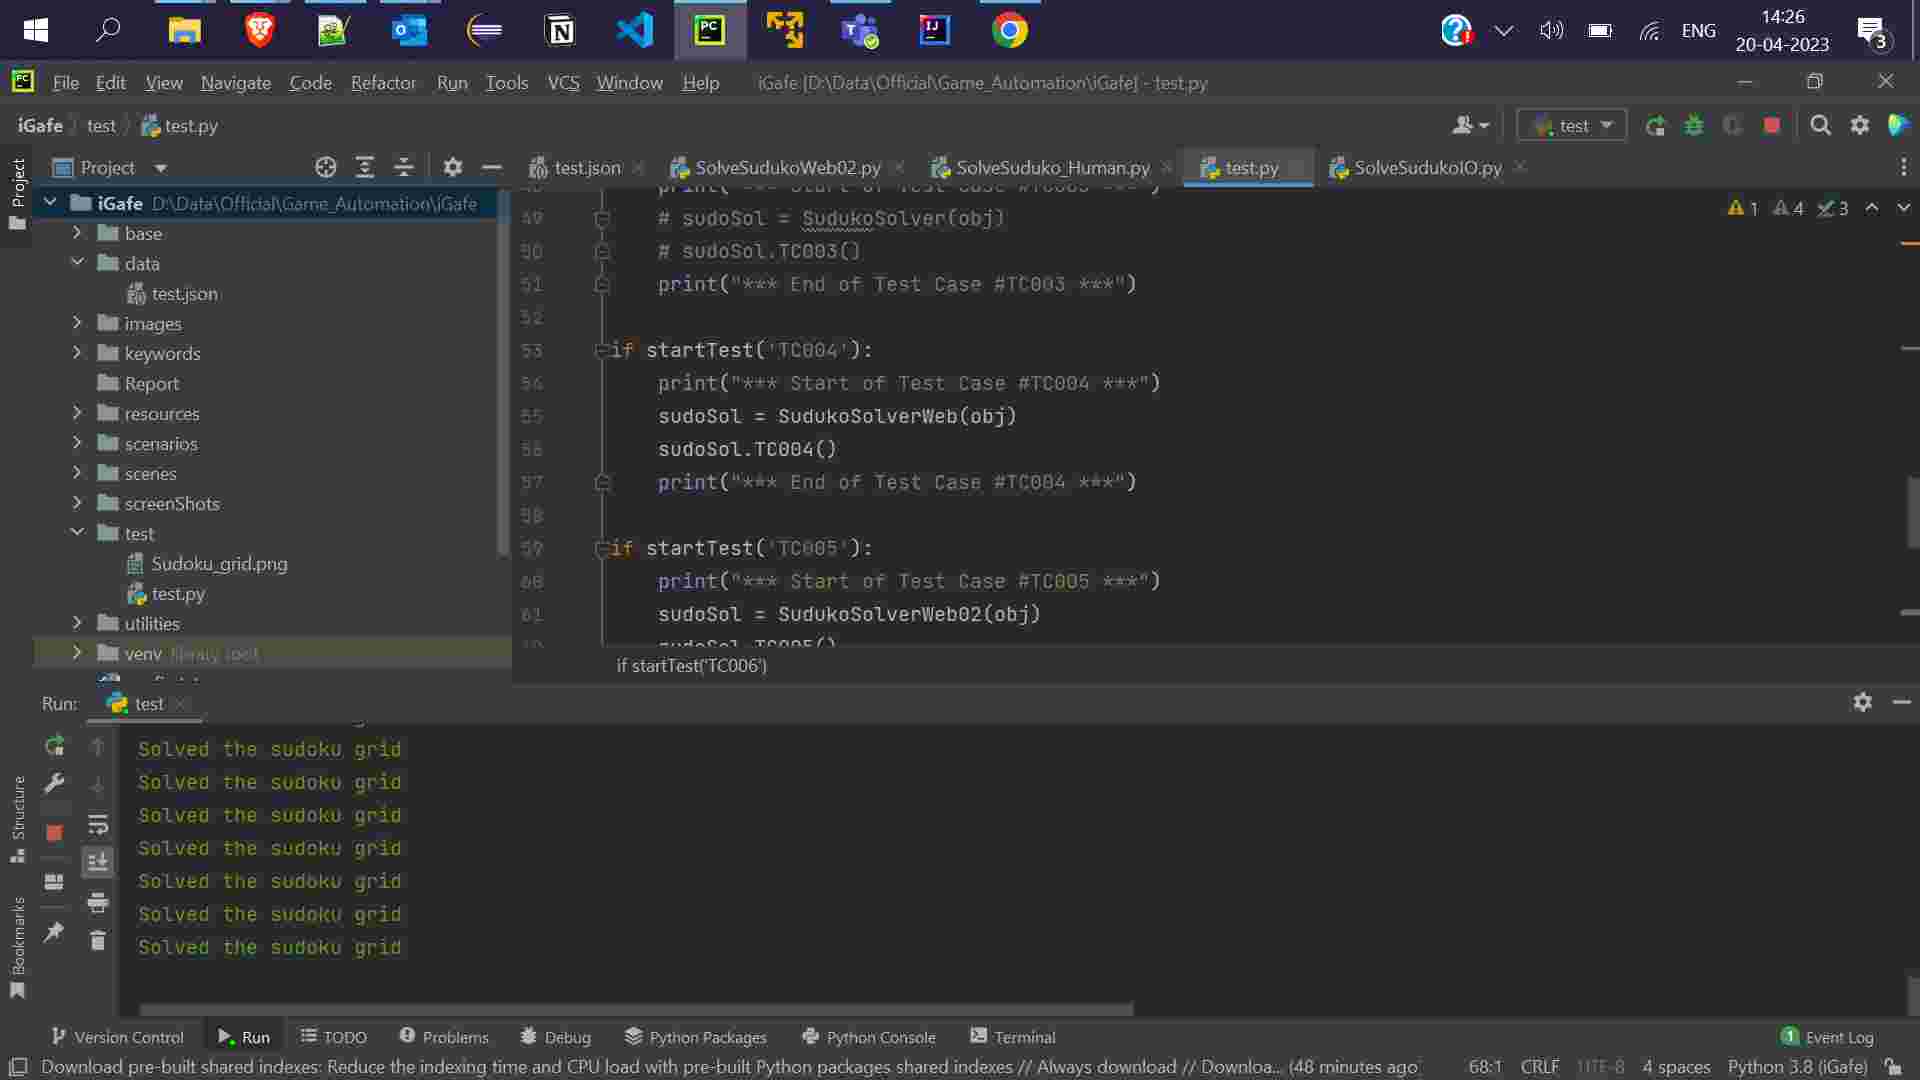 ENG
14:26
20-04-2023
3
File Edit View Navigate Code Refactor Run Tools VCS Window Help iGafe [D:\Data\Official\Game_Automation\iGafe] - test.py
iGafe test test.py
test
Project
test.json SolveSudukoWeb02.py SolveSuduko_Human.py test.py SolveSudukoIO.py
Project
iGafe D:\Data\Official\Game_Automation\iGafe
base
data
test.json
images
keywords
Report
resources
scenarios
scenes
screenShots
test
Sudoku_grid.png
test.py
utilities
venv library root
1 4 3
49 # sudoSol = SudukoSolver(obj)
50 # sudoSol.TC003()
51 print("*** End of Test Case #TC003 ***")
52
53 if startTest('TC004'):
54 print("*** Start of Test Case #TC004 ***")
55 sudoSol = SudukoSolverWeb(obj)
56 sudoSol.TC004()
57 print("*** End of Test Case #TC004 ***")
58
59 if startTest('TC005'):
60 print("*** Start of Test Case #TC005 ***")
61 sudoSol = SudukoSolverWeb02(obj)
sudoSol.TC005()
if startTest('TC006')
Run: test
Solved the sudoku grid
Solved the sudoku grid
Solved the sudoku grid
Solved the sudoku grid
Solved the sudoku grid
Solved the sudoku grid
Solved the sudoku grid
Structure
Bookmarks
Version Control Run TODO Problems Debug Python Packages Python Console Terminal 1 Event Log
Download pre-built shared indexes: Reduce the indexing time and CPU load with pre-built Python packages shared indexes // Always download // Downloa... (48 minutes ago) 68:1 CRLF UTF-8 4 spaces Python 3.8 (iGafe)